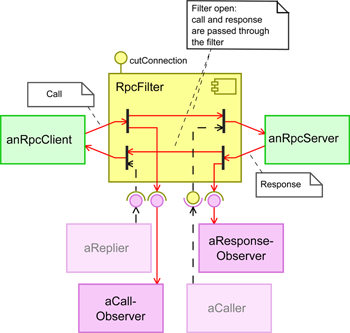 Filter open:
call and response
are passed through
the filter
cutConnection
RpcFilter
Call
anRpcClient
anRpcServer
Response
aReplier
aResponse-
Observer
aCall-
Observer
aCaller